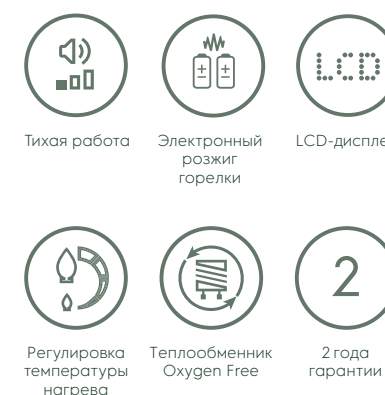 LCD
Тихая работа
Электронный
розжиг
горелки
LCD-диспле
2
Регулировка
температуры
нагрева
Теплообменник
Oxygen Free
2 года
гарантии